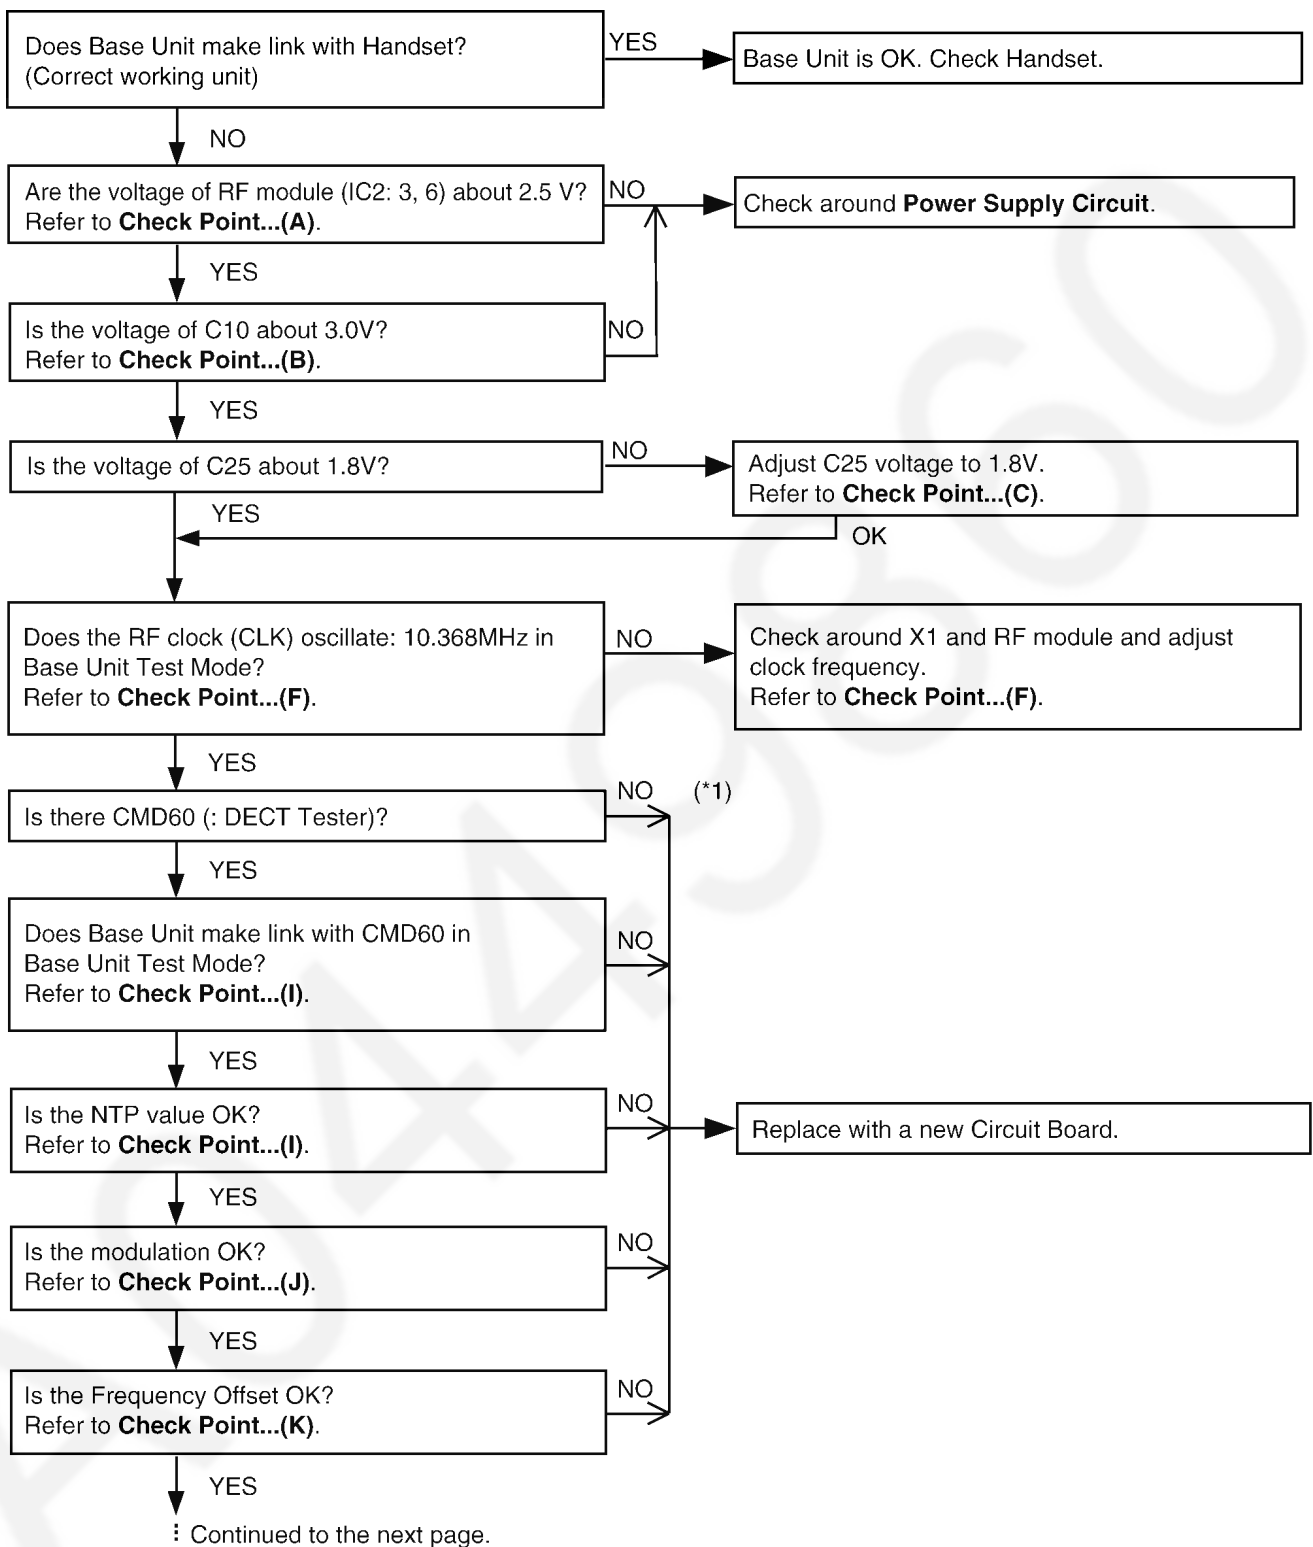 Does Base Unit make link with Handset?
(Correct working unit)
YES
Base Unit is OK. Check Handset.
NO
Are the voltage of RF module (IC2: 3, 6) about 2.5 V?
Refer to Check Point...(A).
NO
Check around Power Supply Circuit.
YES
Is the voltage of C10 about 3.0V?
Refer to Check Point...(B).
NO
YES
Is the voltage of C25 about 1.8V?
NO
Adjust C25 voltage to 1.8V.
Refer to Check Point...(C).
YES
OK
Does the RF clock (CLK) oscillate: 10.368MHz in
Base Unit Test Mode?
Refer to Check Point...(F).
NO
Check around X1 and RF module and adjust
clock frequency.
Refer to Check Point...(F).
YES
Is there CMD60 (: DECT Tester)?
NO
(*1)
YES
Does Base Unit make link with CMD60 in
Base Unit Test Mode?
Refer to Check Point...(I).
NO
YES
Is the NTP value OK?
Refer to Check Point...(I).
NO
Replace with a new Circuit Board.
YES
Is the modulation OK?
Refer to Check Point...(J).
NO
YES
Is the Frequency Offset OK?
Refer to Check Point...(K).
NO
YES
Continued to the next page.